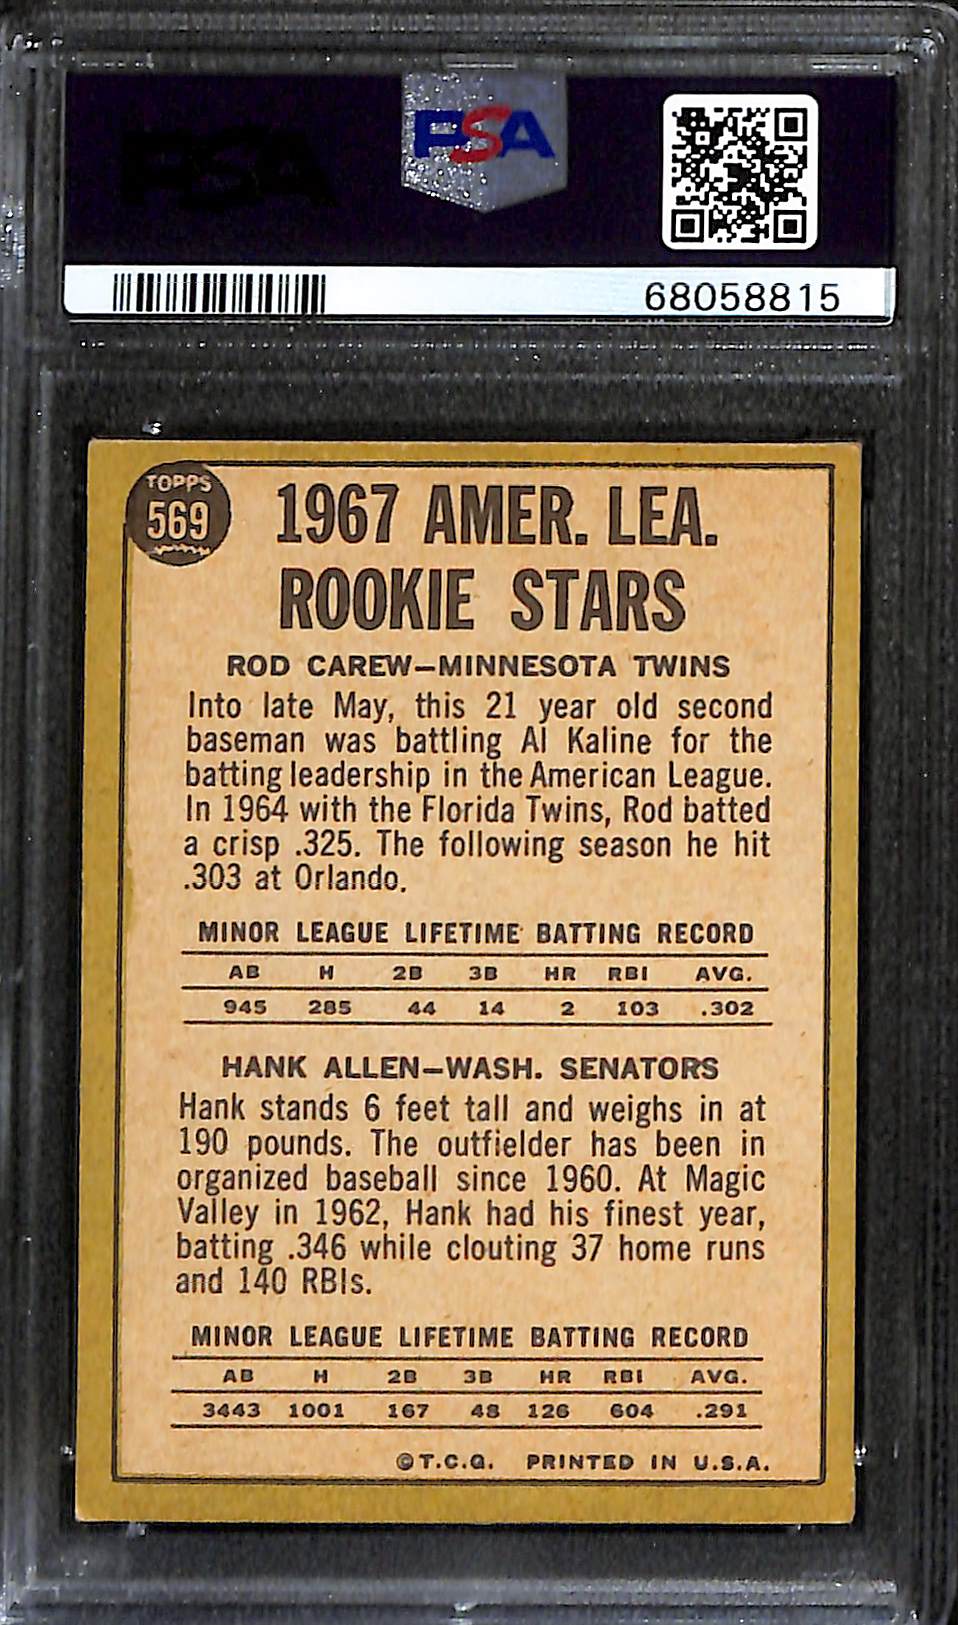 PSA
PSA
68058815
TOPPS
569
1967 AMER. LEA.
ROOKIE STARS
ROD CAREW–MINNESOTA TWINS
Into late May, this 21 year old second
baseman was battling Al Kaline for the
batting leadership in the American League.
In 1964 with the Florida Twins, Rod batted
a crisp .325. The following season he hit
.303 at Orlando.
MINOR LEAGUE LIFETIME BATTING RECORD
AB H 2B 3B HR RBI AVG.
945 285 44 14 2 103 .302
HANK ALLEN–WASH. SENATORS
Hank stands 6 feet tall and weighs in at
190 pounds. The outfielder has been in
organized baseball since 1960. At Magic
Valley in 1962, Hank had his finest year,
batting .346 while clouting 37 home runs
and 140 RBIs.
MINOR LEAGUE LIFETIME BATTING RECORD
AB H 2B 3B HR RBI AVG.
3443 1001 167 48 126 604 .291
©T.C.G. PRINTED IN U.S.A.